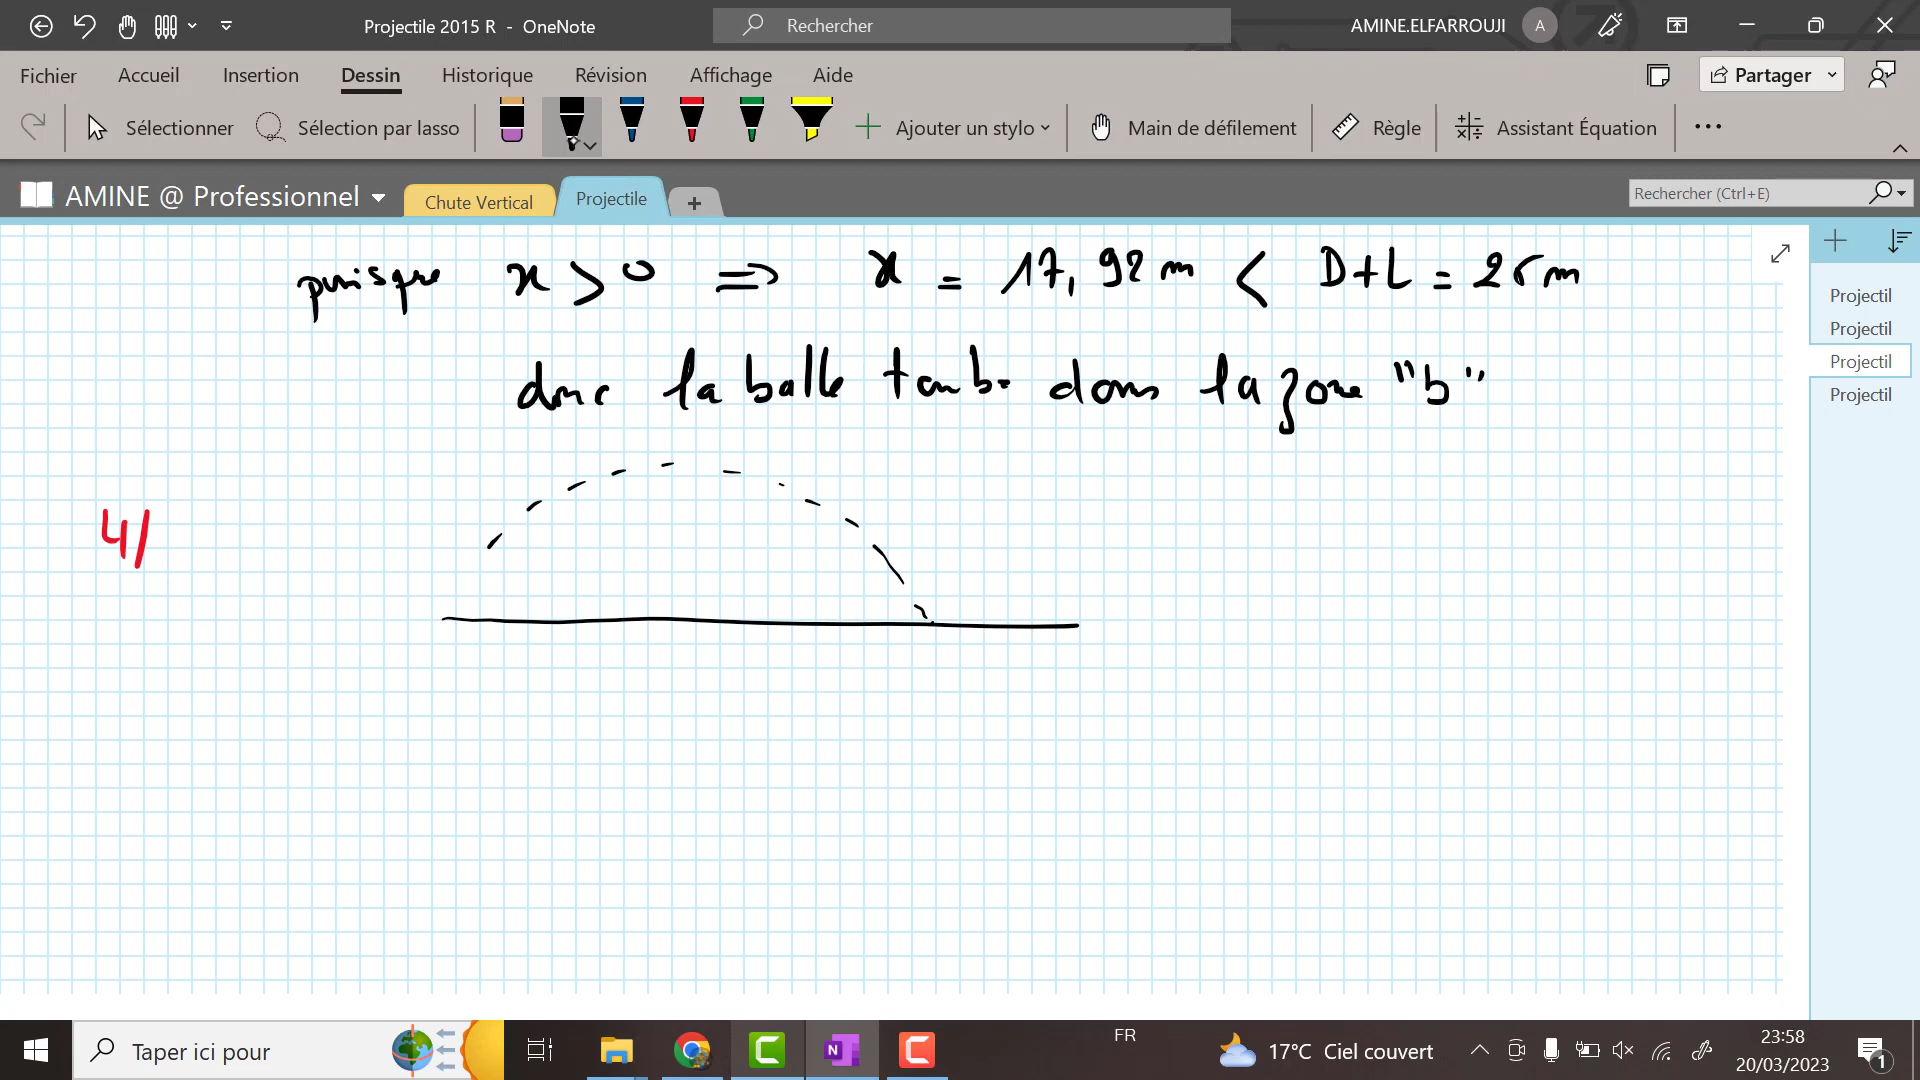 Projectile 2015 R - OneNote
Rechercher
AMINE.ELFARROUJI
A
Fichier
Accueil
Insertion
Dessin
Historique
Révision
Affichage
Aide
Partager
Sélectionner
Sélection par lasso
Ajouter un stylo
Main de défilement
Règle
Assistant Équation
AMINE @ Professionnel
Chute Vertical
Projectile
Rechercher (Ctrl+E)
puisque x > 0 ⇒ x = 17,92 m < D+L = 25 m
donc la balle tombe dans la zone "b"
4/
Projectil
Projectil
Projectil
Projectil
Taper ici pour
N
FR
17°C Ciel couvert
23:58
20/03/2023
1